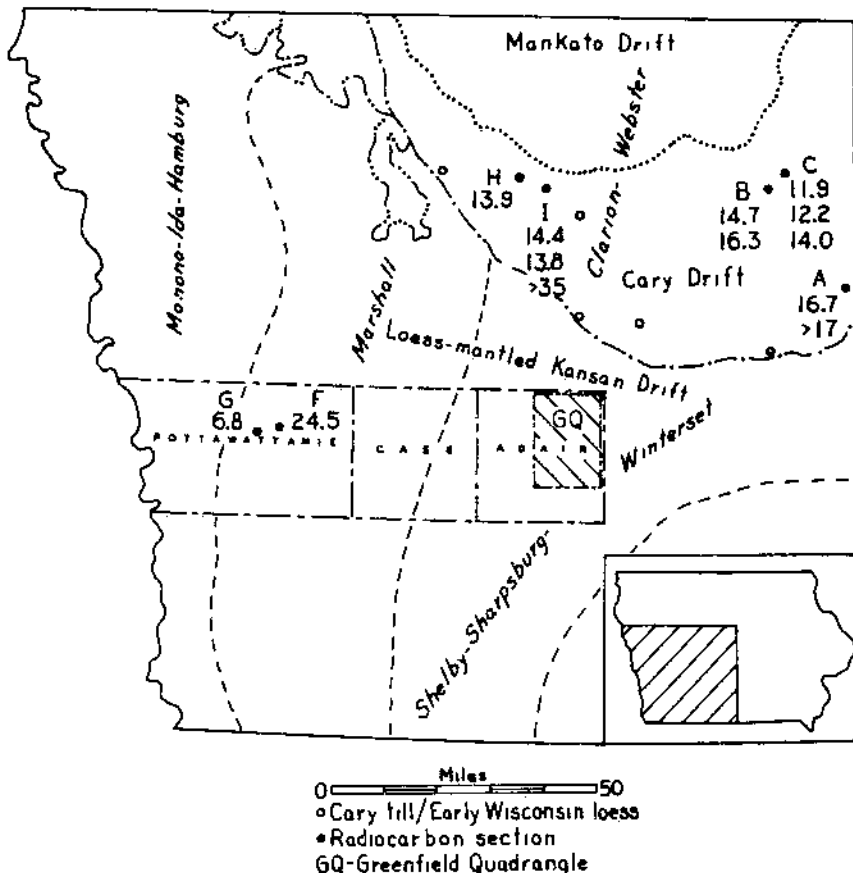 Mankato Drift
Monona-Ida-Hamburg
Clarion-Webster
H
13.9
I
14.4
13.8
>35
B
14.7
16.3
C
11.9
12.2
14.0
A
16.7
>17
Cary Drift
Marshall
Loess-mantled Kansan Drift
G
6.8
F
24.5
POTTAWATTAMIE
CASS
ADAIR
GQ
Winterset
Shelby-Sharpsburg-
Miles
0 50
Cary till/Early Wisconsin loess
Radiocarbon section
GQ-Greenfield Quadrangle